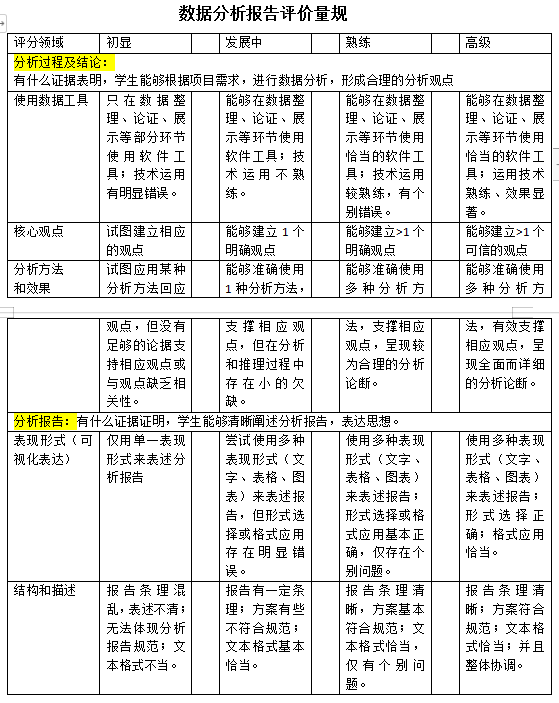 数据分析报告评价量规
评分领域 初显 发展中 熟练 高级
分析过程及结论：
有什么证据表明，学生能够根据项目需求，进行数据分析，形成合理的分析观点
使用数据工具 只在数据整 能够在数据整 能够在数据整 能够在数据整
理、论证、展 理、论证、展 理、论证、展 理、论证、展
示等部分环节 示等环节使用 示等环节使用 示等环节使用
使用软件工 软件工具；技 恰当的软件工 恰当的软件工
具；技术运用 术运用不熟 具；技术运用 具；运用技术
有明显错误。 练。 较熟练，有个 熟练、效果显
别错误。 著。
核心观点 试图建立相应 能够建立 1 个 能够建立>1 个 能够建立>1 个
的观点 明确观点 明确观点 可信的观点
分析方法 试图应用某种 能够准确使用 能够准确使用 能够准确使用
和效果 分析方法回应 1 种分析方法， 多种分析方 多种分析方
观点，但没有 支撑相应观 法，支撑相应 法，有效支撑
足够的论据支 点，但在分析 观点，呈现较 相应观点，呈
持相应观点或 和推理过程中 为合理的分析 现全面而详细
与观点缺乏相 存在小的欠 论断。 的分析论断。
关性。 缺。
分析报告：有什么证据证明，学生能够清晰阐述分析报告，表达思想。
表现形式（可 仅用单一表现 尝试使用多种 使用多种表现 使用多种表现
视化表达） 形式来表述分 表现形式（文 形式（文字、 形式（文字、
析报告 字、表格、图 表格、图表） 表格、图表）
表）来表述报 来表述报告； 来表述报告；
告，但形式选 形式选择或格 形式选择正
择或格式应用 式应用基本正 确；格式应用
存在明显错 确，仅存在个 恰当。
误。 别问题。
结构和描述 报告条理混 报告有一定条 报告条理清 报告条理清
乱，表述不清； 理；方案有些 晰，方案基本 晰；方案符合
无法体现分析 不符合规范； 符合规范；文 规范；文本格
报告规范；文 文本格式基本 本格式恰当， 式恰当；并且
本格式不当。 恰当。 仅有个别问 整体协调。
题。